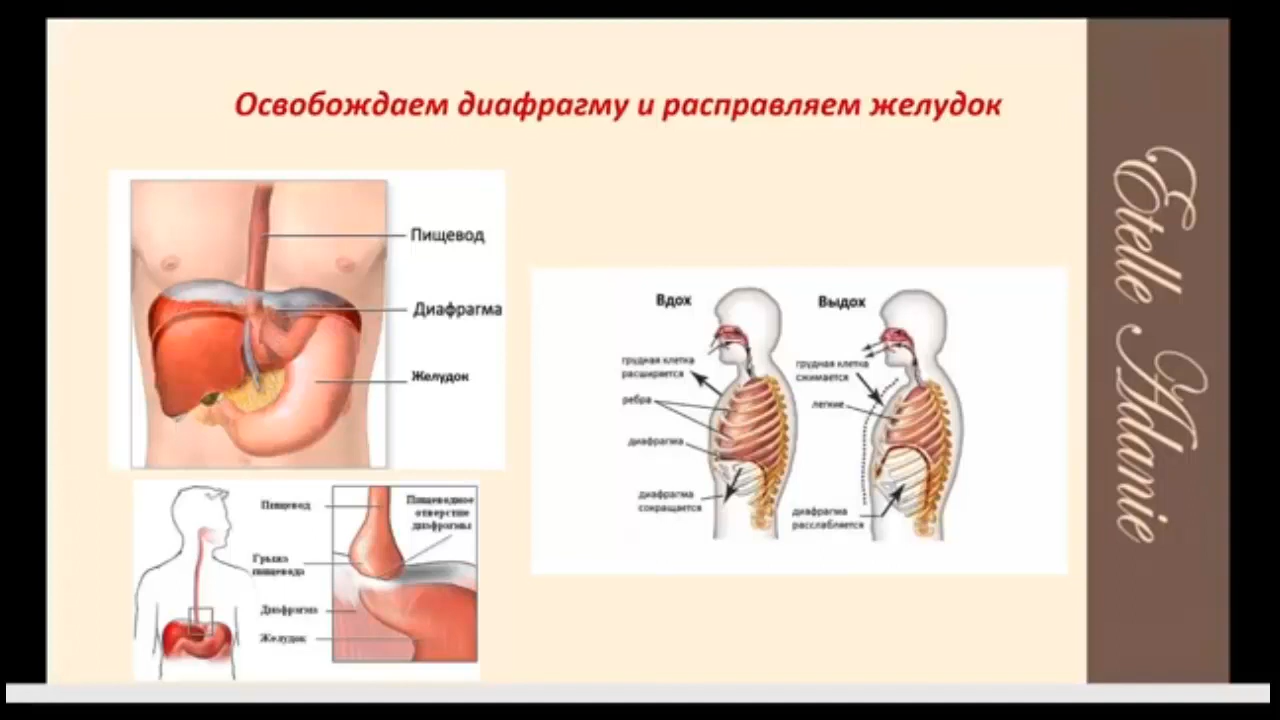 Освобождаем диафрагму и расправляем желудок
Пищевод
Диафрагма
Желудок
Пищевод
Пищеводное
отверстие
диафрагмы
Грыжа
пищевода
Диафрагма
Желудок
Вдох
Выдох
грудная клетка
расширяется
ребра
диафрагма
диафрагма
сокращается
грудная клетка
сжимается
легкие
диафрагма
расслабляется
Etelle Adanie